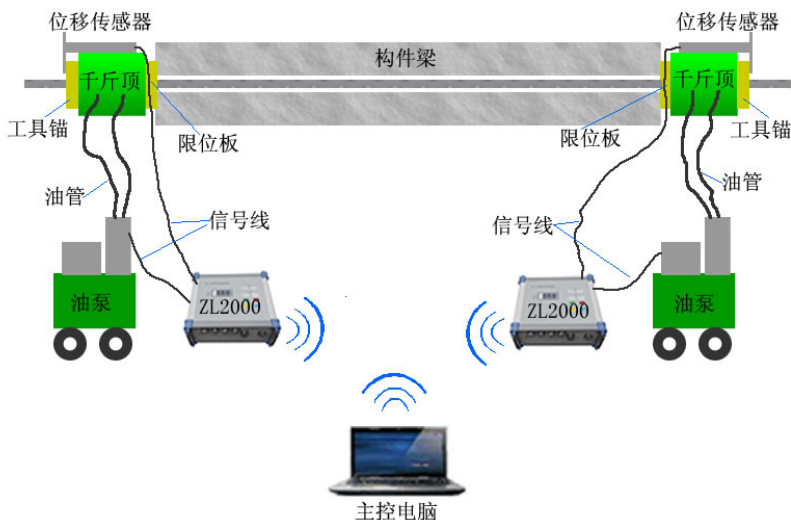 位移传感器
位移传感器
构件梁
千斤顶
千斤顶
工具锚
限位板
限位板
工具锚
油管
油管
信号线
信号线
油泵
ZL2000
ZL2000
油泵
主控电脑